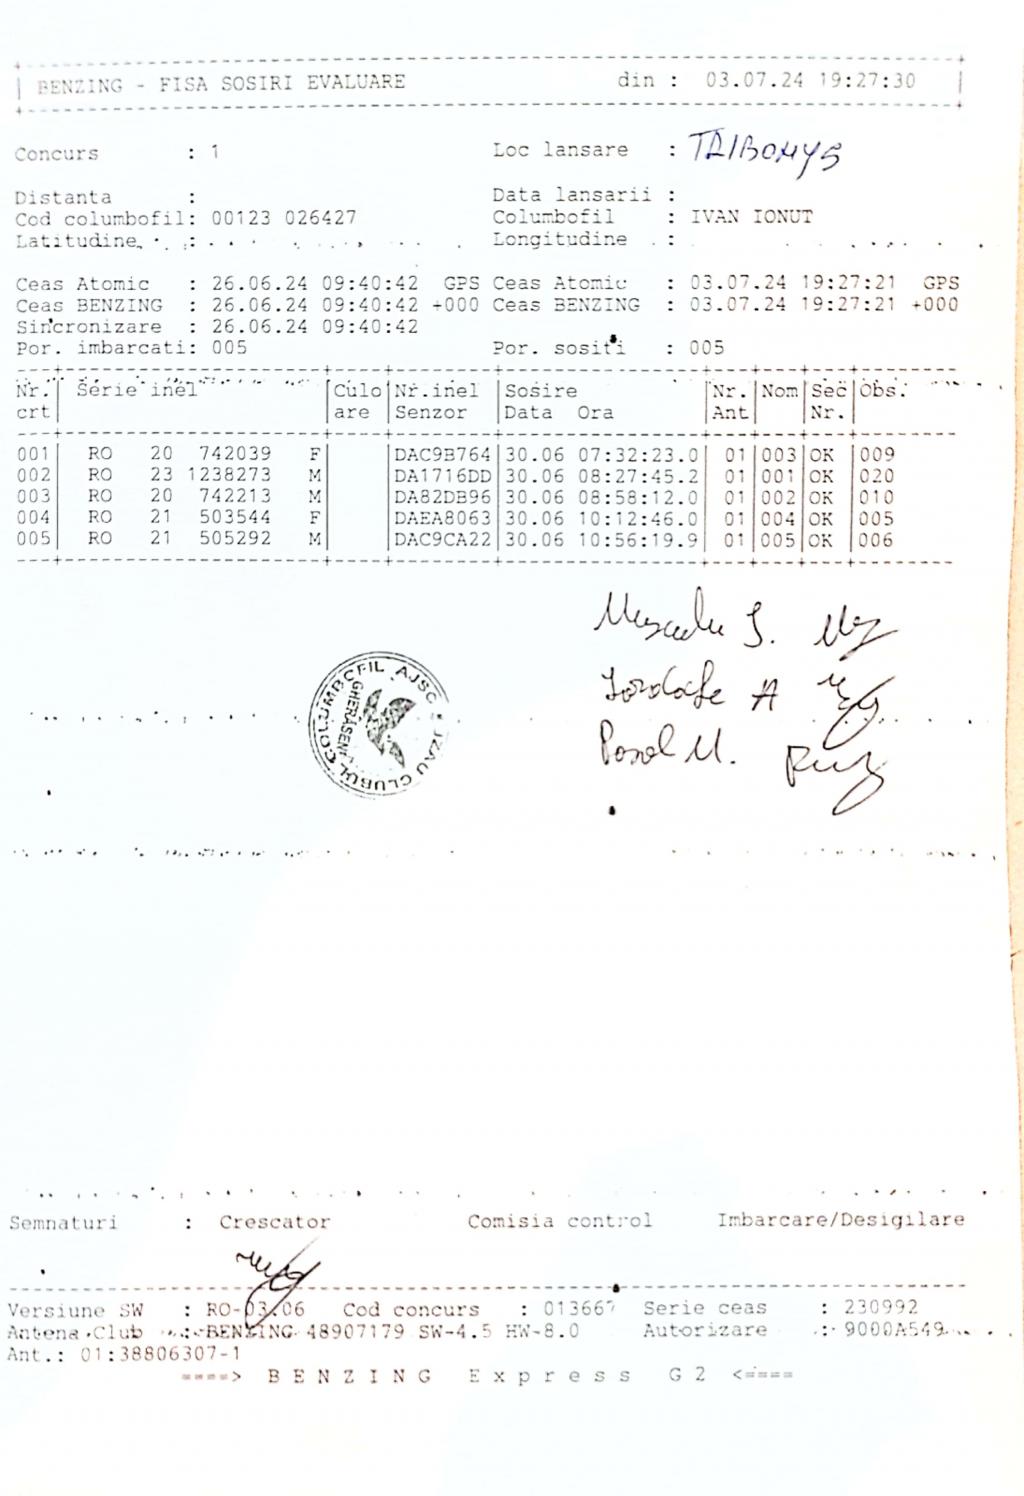 BENZING - FISA SOSIRI EVALUARE din : 03.07.24 19:27:30
Concurs : 1 Loc lansare :
Distanta : Data lansarii :
Cod columbofil: 00123 026427 Columbofil : IVAN IONUT
Latitudine : Longitudine :
Ceas Atomic : 26.06.24 09:40:42 GPS Ceas Atomic : 03.07.24 19:27:21 GPS
Ceas BENZING : 26.06.24 09:40:42 +000 Ceas BENZING : 03.07.24 19:27:21 +000
Sincronizare : 26.06.24 09:40:42
Por. imbarcati: 005 Por. sositi : 005
Nr. Serie inel Culo Nr.inel Sosire Nr. Nom Sec Obs.
crt are Senzor Data Ora Ant Nr.
001 RO 20 742039 F DAC9B764 30.06 07:32:23.0 01 003 OK 009
002 RO 23 1238273 M DA1716DD 30.06 08:27:45.2 01 001 OK 020
003 RO 20 742213 M DA82DB96 30.06 08:58:12.0 01 002 OK 010
004 RO 21 503544 F DAEA8063 30.06 10:12:46.0 01 004 OK 005
005 RO 21 505292 M DAC9CA22 30.06 10:56:19.9 01 005 OK 006
GHERĂSENI
Semnaturi : Crescator Comisia control Imbarcare/Desigilare
Versiune SW : RO-03.06 Cod concurs : 013667 Serie ceas : 230992
Antena Club : BENZING 48907179 SW-4.5 HW-8.0 Autorizare : 9000A549
Ant.: 01:38806307-1
====> BENZING Express G2 <====